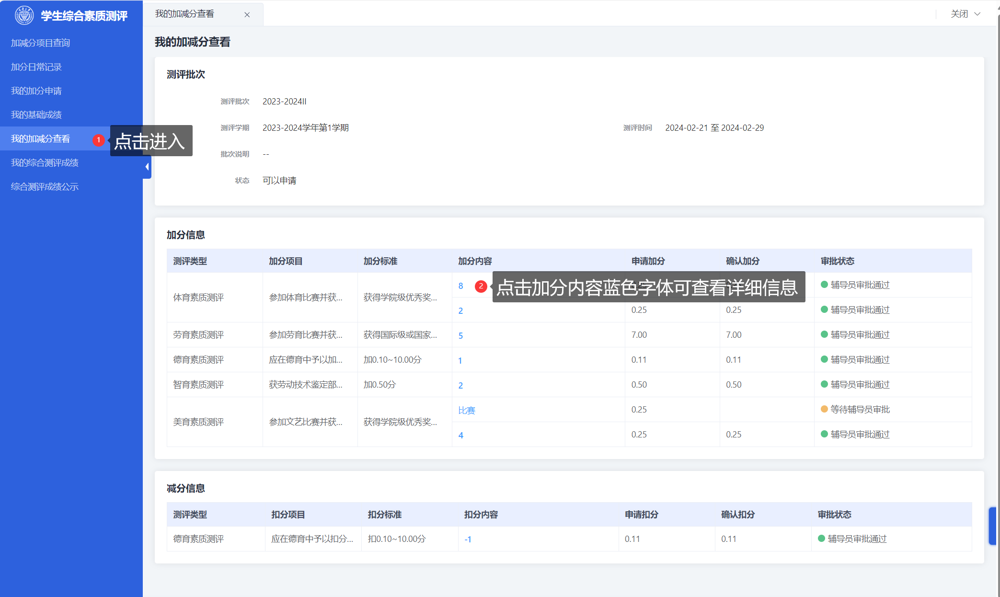 学生综合素质测评
加减分项目查询
加分日常记录
我的加分申请
我的基础成绩
我的加减分查看
1
点击进入
我的综合测评成绩
综合测评成绩公示
我的加减分查看
关闭
我的加减分查看
测评批次
测评批次 2023-2024II
测评学期 2023-2024学年第1学期 测评时间 2024-02-21 至 2024-02-29
批次说明 --
状态 可以申请
加分信息
测评类型 加分项目 加分标准 加分内容 申请加分 确认加分 审批状态
体育素质测评 参加体育比赛并获... 获得学院级优秀奖...
8 2 点击加分内容蓝色字体可查看详细信息 辅导员审批通过
2 0.25 0.25 辅导员审批通过
劳育素质测评 参加劳育比赛并获... 获得国际级或国家... 5 7.00 7.00 辅导员审批通过
德育素质测评 应在德育中予以加... 加0.10~10.00分 1 0.11 0.11 辅导员审批通过
智育素质测评 获劳动技术鉴定部... 加0.50分 2 0.50 0.50 辅导员审批通过
美育素质测评 参加文艺比赛并获... 获得学院级优秀奖...
比赛 0.25 等待辅导员审批
4 0.25 0.25 辅导员审批通过
减分信息
测评类型 扣分项目 扣分标准 扣分内容 申请扣分 确认扣分 审批状态
德育素质测评 应在德育中予以扣分... 扣0.10~10.00分 -1 0.11 0.11 辅导员审批通过